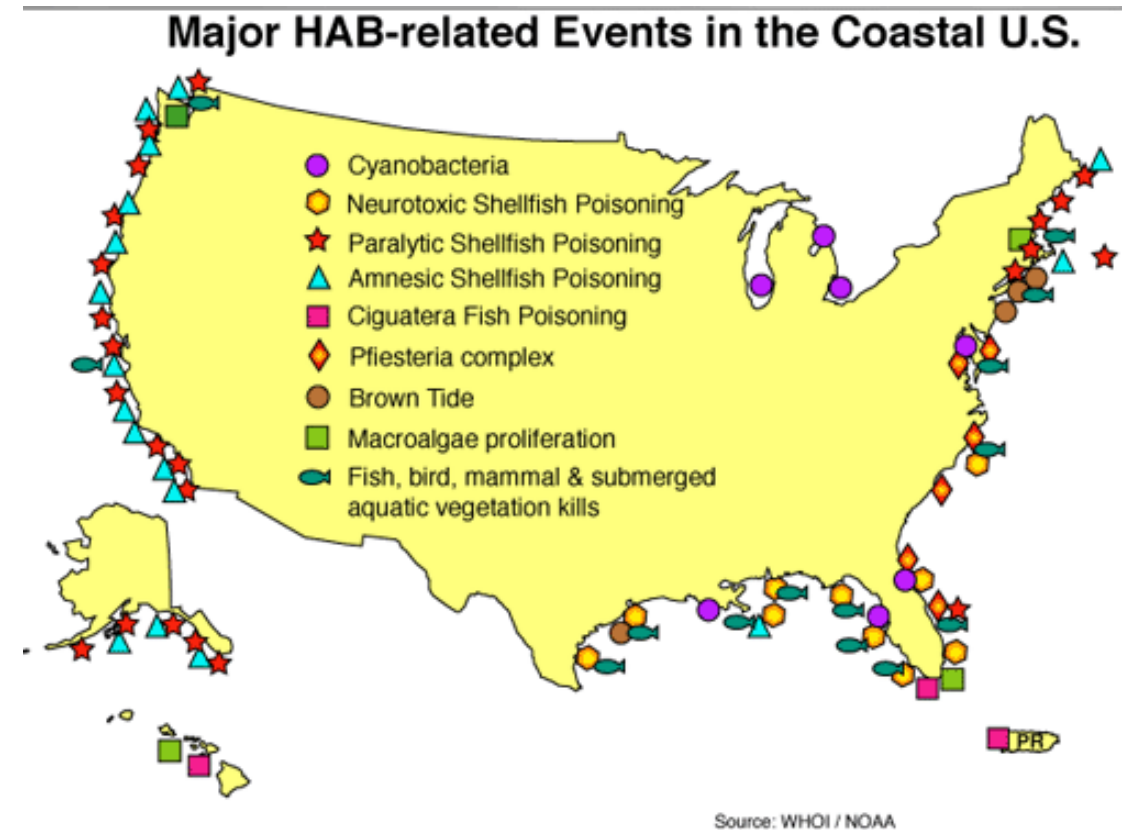 Major HAB-related Events in the Coastal U.S.
Cyanobacteria
Neurotoxic Shellfish Poisoning
Paralytic Shellfish Poisoning
Amnesic Shellfish Poisoning
Ciguatera Fish Poisoning
Pfiesteria complex
Brown Tide
Macroalgae proliferation
Fish, bird, mammal & submerged
aquatic vegetation kills
PR
Source: WHOI / NOAA